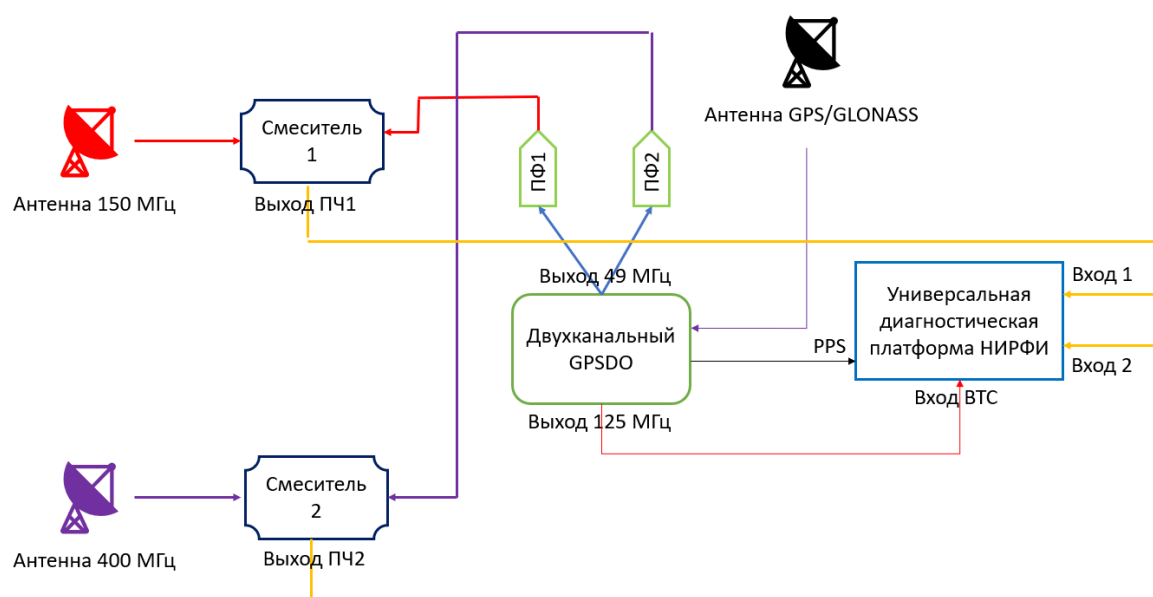 Антенна GPS/GLONASS
Смеситель
1
Антенна 150 МГц
Выход ПЧ1
ПФ1
ПФ2
Выход 49 МГц
Двухканальный
GPSDO
PPS
Универсальная
диагностическая
платформа НИРФИ
Вход 1
Вход 2
Вход ВТС
Выход 125 МГц
Смеситель
2
Антенна 400 МГц
Выход ПЧ2